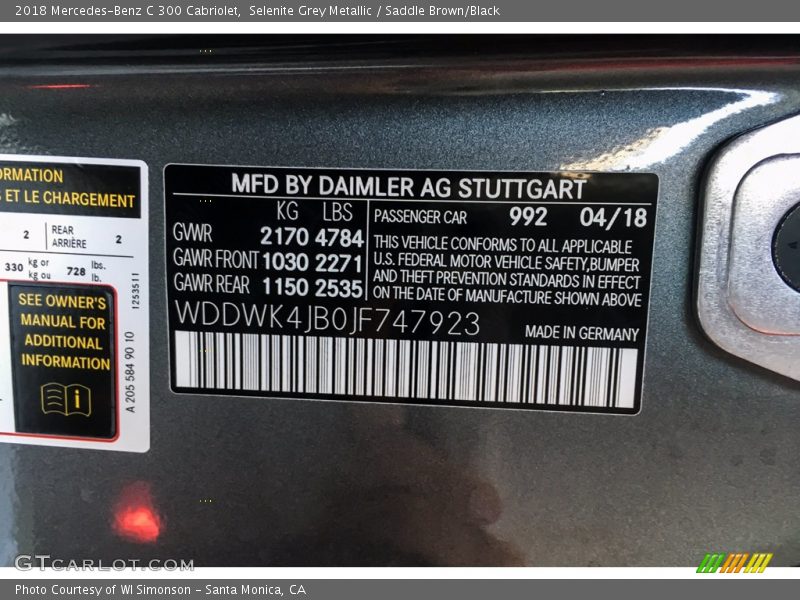 2018 Mercedes-Benz C 300 Cabriolet,  Selenite Grey Metallic / Saddle Brown/Black
ORMATION
S ET LE CHARGEMENT
2 REAR ARRIÈRE 2
330 kg or kg ou 728 lbs. lb.
SEE OWNER'S
MANUAL FOR
ADDITIONAL
INFORMATION
i
1253511
A 205 584 90 10
MFD BY DAIMLER AG STUTTGART
KG LBS
GWR 2170 4784
GAWR FRONT 1030 2271
GAWR REAR 1150 2535
PASSENGER CAR 992 04/18
THIS VEHICLE CONFORMS TO ALL APPLICABLE
U.S. FEDERAL MOTOR VEHICLE SAFETY,BUMPER
AND THEFT PREVENTION STANDARDS IN EFFECT
ON THE DATE OF MANUFACTURE SHOWN ABOVE
WDDWK4JB0JF747923
MADE IN GERMANY
GTCARLOT.COM
Photo Courtesy of WI Simonson - Santa Monica, CA